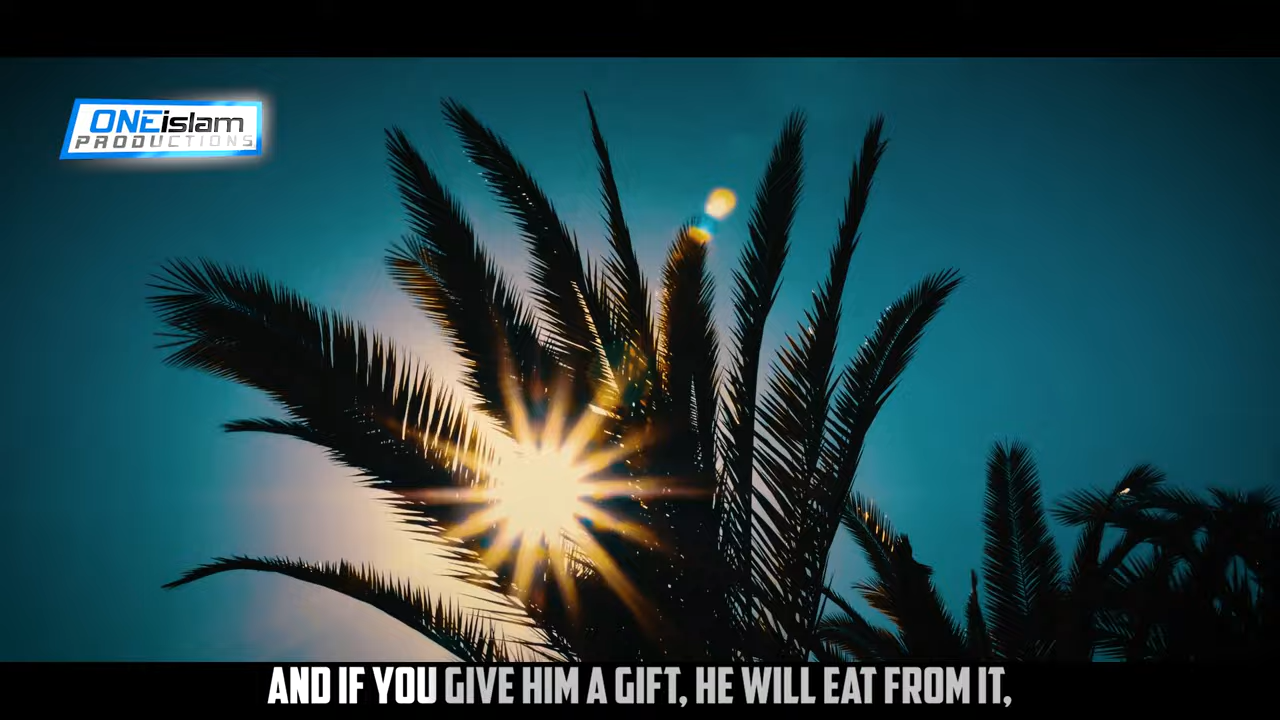 ONEislam
PRODUCTIONS
AND IF YOU GIVE HIM A GIFT, HE WILL EAT FROM IT,